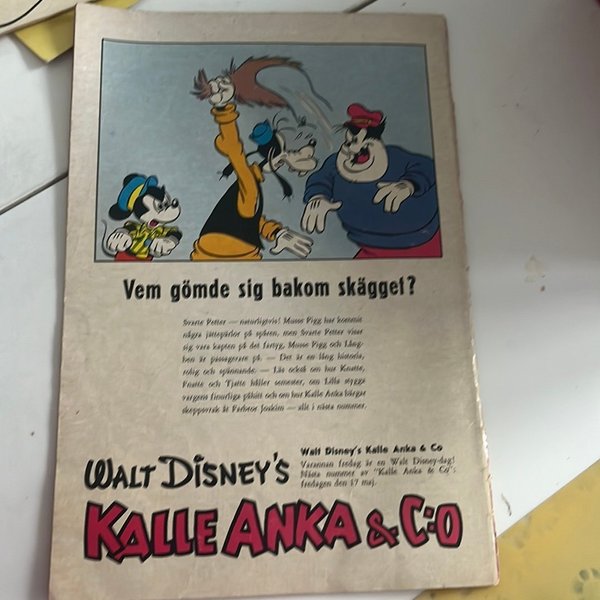 Vem gömde sig bakom skägget?
Svarte Petter — naturligtvis! Musse Pigg har kommit
några jättepärlor på spåren, men Svarte Petter visar
sig vara kapten på det fartyg, Musse Pigg och Lång-
ben är passagerare på. — Det är en lång historia,
rolig och spännande. — Läs också om hur Knatte,
Fnatte och Tjatte håller semester, om Lilla stygga
vargens finurliga påhitt och om hur Kalle Anka bärgar
skeppsvrak åt Farbror Joakim — allt i nästa nummer.
Walt Disney's Kalle Anka & Co
Varannan fredag är en Walt Disney-dag!
Nästa nummer av "Kalle Anka & Co":
fredagen den 17 maj.
WALT DISNEY'S
KALLE ANKA & C:O